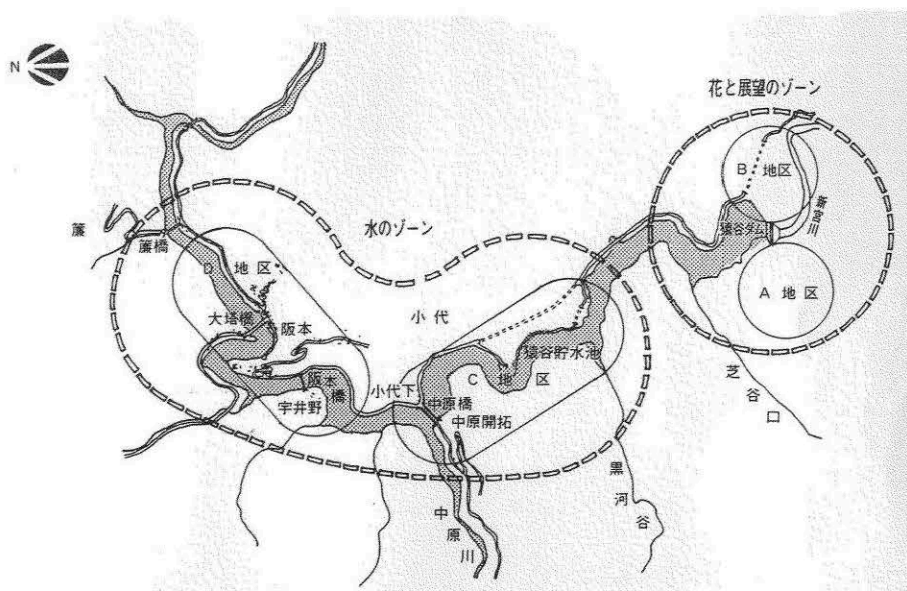 N
花と展望のゾーン
B 地区
新宮川
猿谷ダム
A 地区
水のゾーン
簾
簾橋
D 地区
大塔橋
阪本
小代
猿谷貯水池
C 地区
阪本橋
小代下
中原橋
宇井野
中原開拓
芝谷口
黒河谷
中原川